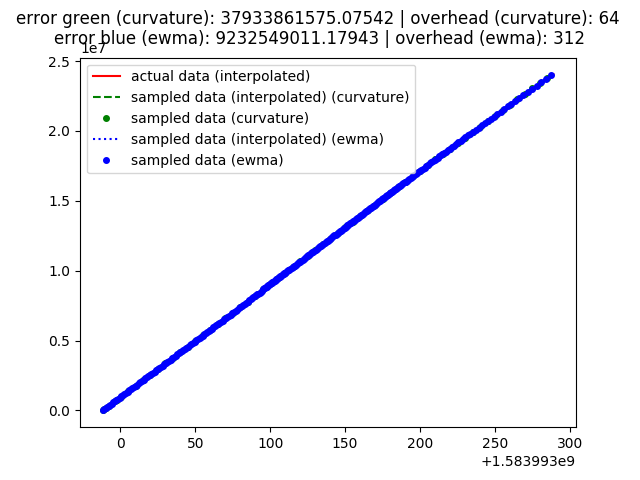 error green (curvature): 37933861575.07542 | overhead (curvature): 64
error blue (ewma): 9232549011.17943 | overhead (ewma): 312
1e7
actual data (interpolated)
sampled data (interpolated) (curvature)
sampled data (curvature)
sampled data (interpolated) (ewma)
sampled data (ewma)
2.5
2.0
1.5
1.0
0.5
0.0
0 50 100 150 200 250 300
+1.583993e9